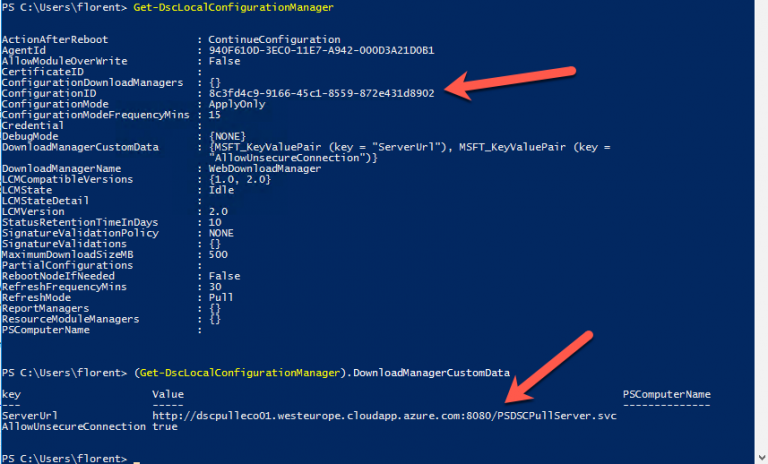 PS C:\Users\florent> Get-DscLocalConfigurationManager
ActionAfterReboot : ContinueConfiguration
AgentId : 940F610D-3EC0-11E7-A942-000D3A21D0B1
AllowModuleOverWrite : False
CertificateID :
ConfigurationDownloadManagers : {}
ConfigurationID : 8c3fd4c9-9166-45c1-8559-872e431d8902
ConfigurationMode : ApplyOnly
ConfigurationModeFrequencyMins : 15
Credential :
DebugMode : {NONE}
DownloadManagerCustomData : {MSFT_KeyValuePair (key = "ServerUrl"), MSFT_KeyValuePair (key =
"AllowUnsecureConnection")}
DownloadManagerName : WebDownloadManager
LCMCompatibleVersions : {1.0, 2.0}
LCMState : Idle
LCMStateDetail :
LCMVersion : 2.0
StatusRetentionTimeInDays : 10
SignatureValidationPolicy : NONE
SignatureValidations : {}
MaximumDownloadSizeMB : 500
PartialConfigurations :
RebootNodeIfNeeded : False
RefreshFrequencyMins : 30
RefreshMode : Pull
ReportManagers : {}
ResourceModuleManagers : {}
PSComputerName :
PS C:\Users\florent> (Get-DscLocalConfigurationManager).DownloadManagerCustomData
key Value PSComputerName
--- ----- --------------
ServerUrl http://dscpulleco01.westeurope.cloudapp.azure.com:8080/PSDSCPullServer.svc
AllowUnsecureConnection true
PS C:\Users\florent> _